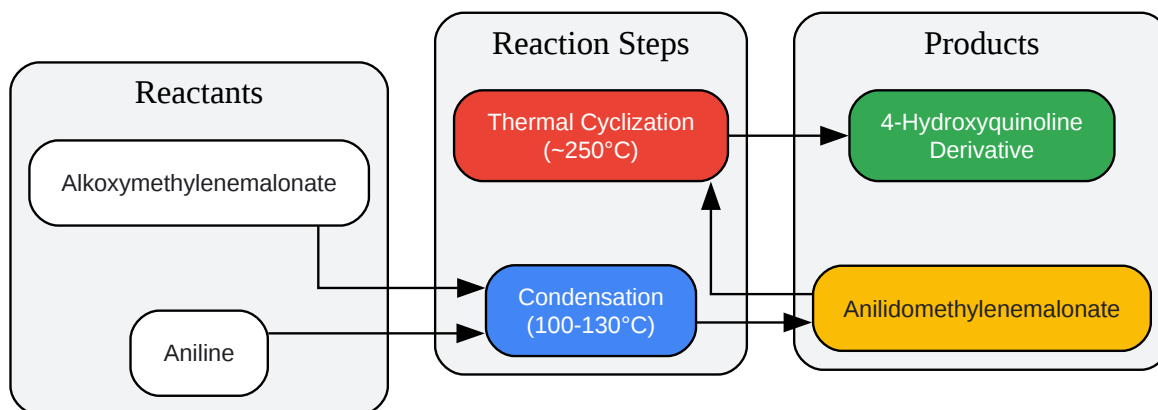 Reactants
Alkoxymethylenemalonate
Aniline
Reaction Steps
Thermal Cyclization
(~250°C)
Condensation
(100-130°C)
Products
4-Hydroxyquinoline
Derivative
Anilidomethylenemalonate